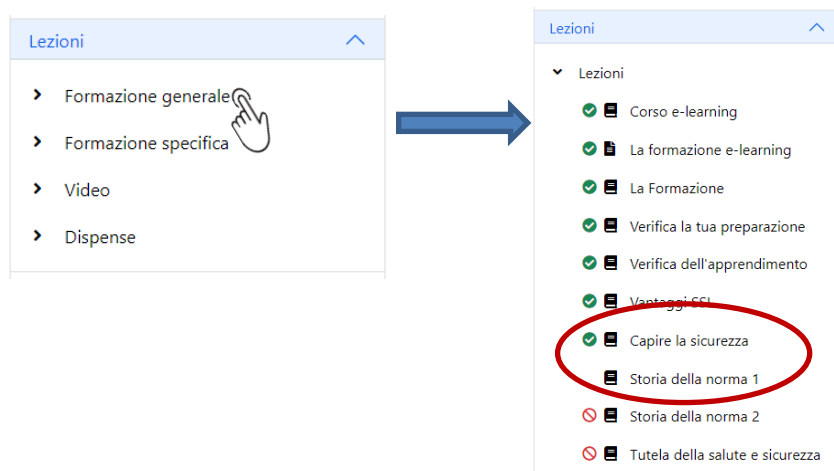 Lezioni
Formazione generale
Formazione specifica
Video
Dispense
Lezioni
Lezioni
Corso e-learning
La formazione e-learning
La Formazione
Verifica la tua preparazione
Verifica dell'apprendimento
Vantaggi SSL
Capire la sicurezza
Storia della norma 1
Storia della norma 2
Tutela della salute e sicurezza